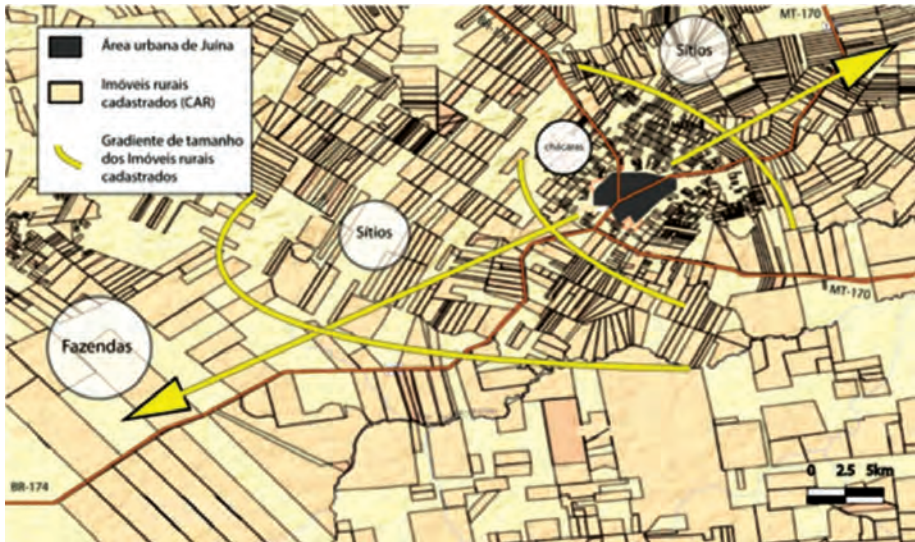 Área urbana de Juína
Imóveis rurais
cadastrados (CAR)
Gradiente de tamanho
dos Imóveis rurais
cadastrados
MT-170
Sítios
chácaras
Sítios
MT-170
Fazendas
BR-174
0 2.5 5km